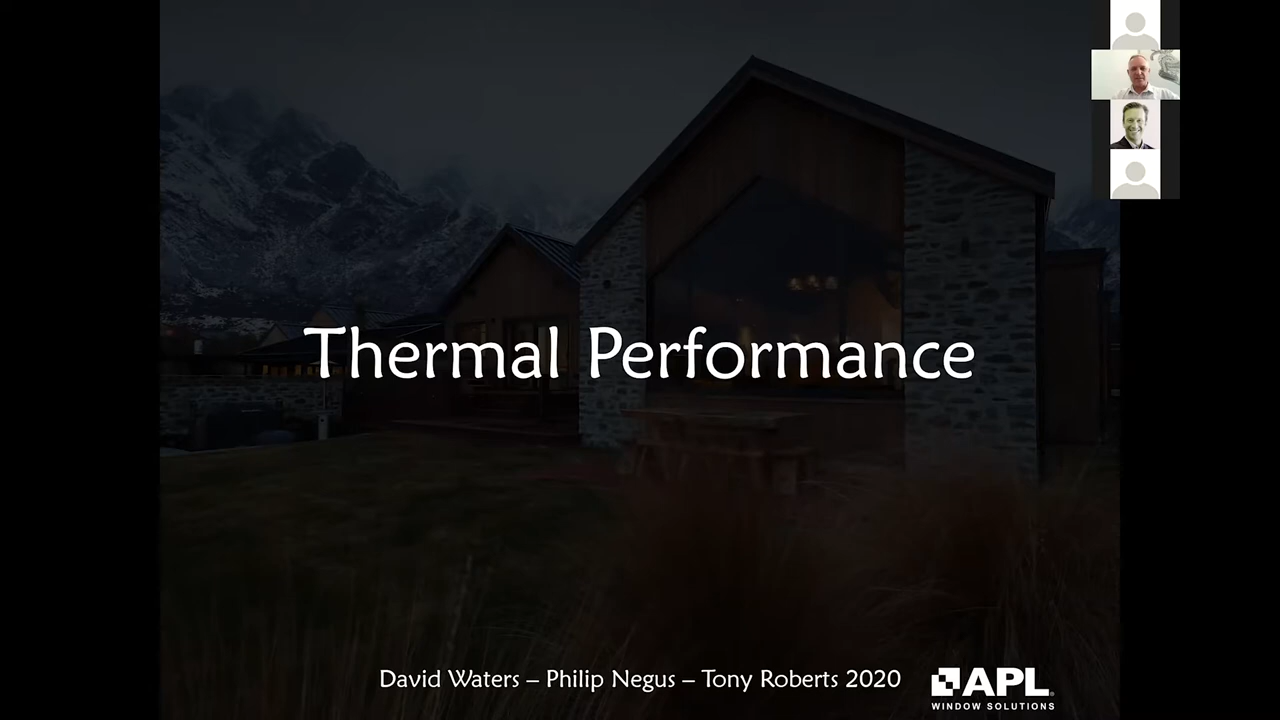 Thermal Performance
David Waters – Philip Negus – Tony Roberts 2020
APL
WINDOW SOLUTIONS